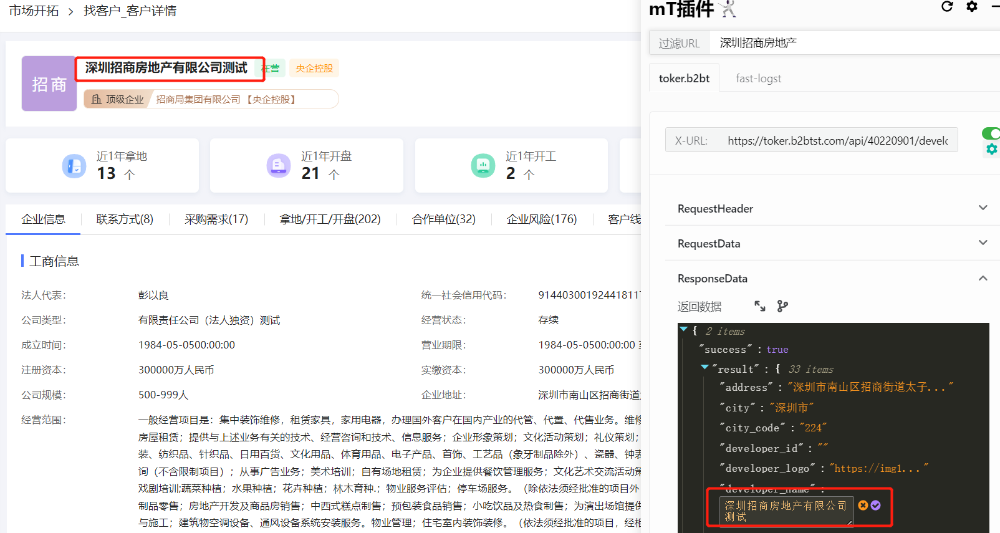 市场开拓 > 找客户_客户详情
招商
深圳招商房地产有限公司测试
在营
央企控股
顶级企业
招商局集团有限公司 【央企控股】
近1年拿地
13 个
近1年开盘
21 个
近1年开工
2 个
企业信息
联系方式(8)
采购需求(17)
拿地/开工/开盘(202)
合作单位(32)
企业风险(176)
客户线
工商信息
法人代表: 彭以良
统一社会信用代码: 91440300192441811
公司类型: 有限责任公司（法人独资）测试
经营状态: 存续
成立时间: 1984-05-0500:00:00
营业期限: 1984-05-0500:00:00
注册资本: 300000万人民币
实缴资本: 300000万人民币
公司规模: 500-999人
企业地址: 深圳市南山区招商街道
经营范围: 一般经营项目是：集中装饰维修，租赁家具，家用电器，办理国外客户在国内产业的代管、代置、代售业务。维修
房屋租赁；提供与上述业务有关的技术、经营咨询和技术、信息服务；企业形象策划；文化活动策划；礼仪策划；
装、纺织品、针织品、日用百货、文化用品、体育用品、电子产品、首饰、工艺品（象牙制品除外）、瓷器、钟表
询（不含限制项目）；从事广告业务；美术培训；自有场地租赁；为企业提供餐饮管理服务；文化艺术交流活动策
戏剧培训;蔬菜种植；水果种植；花卉种植；林木育种.；物业服务评估；停车场服务。（除依法须经批准的项目外
制品零售；房地产开发及商品房销售；中西式糕点制售；预包装食品销售；小吃饮品及热食制售；为演出场馆提供
与施工；建筑物空调设备、通风设备系统安装服务。物业管理；住宅室内装饰装修。（依法须经批准的项目，经相
mT插件
过滤URL 深圳招商房地产
toker.b2bt
fast-logst
X-URL: https://toker.b2btst.com/api/40220901/develo
RequestHeader
RequestData
ResponseData
返回数据
{ 2 items
"success" : true
"result" : { 33 items
"address" : "深圳市南山区招商街道太子..."
"city" : "深圳市"
"city_code" : "224"
"developer_id" : ""
"developer_logo" : "https://img1..."
"developer_name" :
深圳招商房地产有限公司
测试